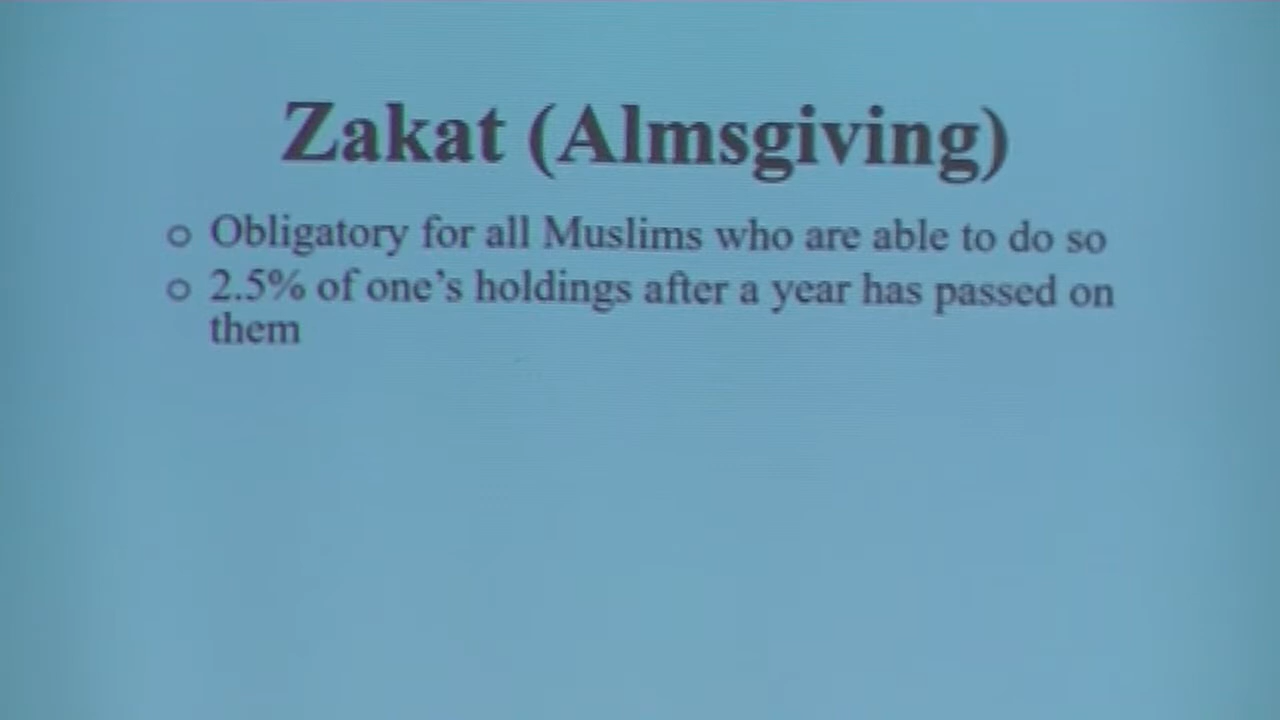 Zakat (Almsgiving)
○ Obligatory for all Muslims who are able to do so
○ 2.5% of one’s holdings after a year has passed on
them